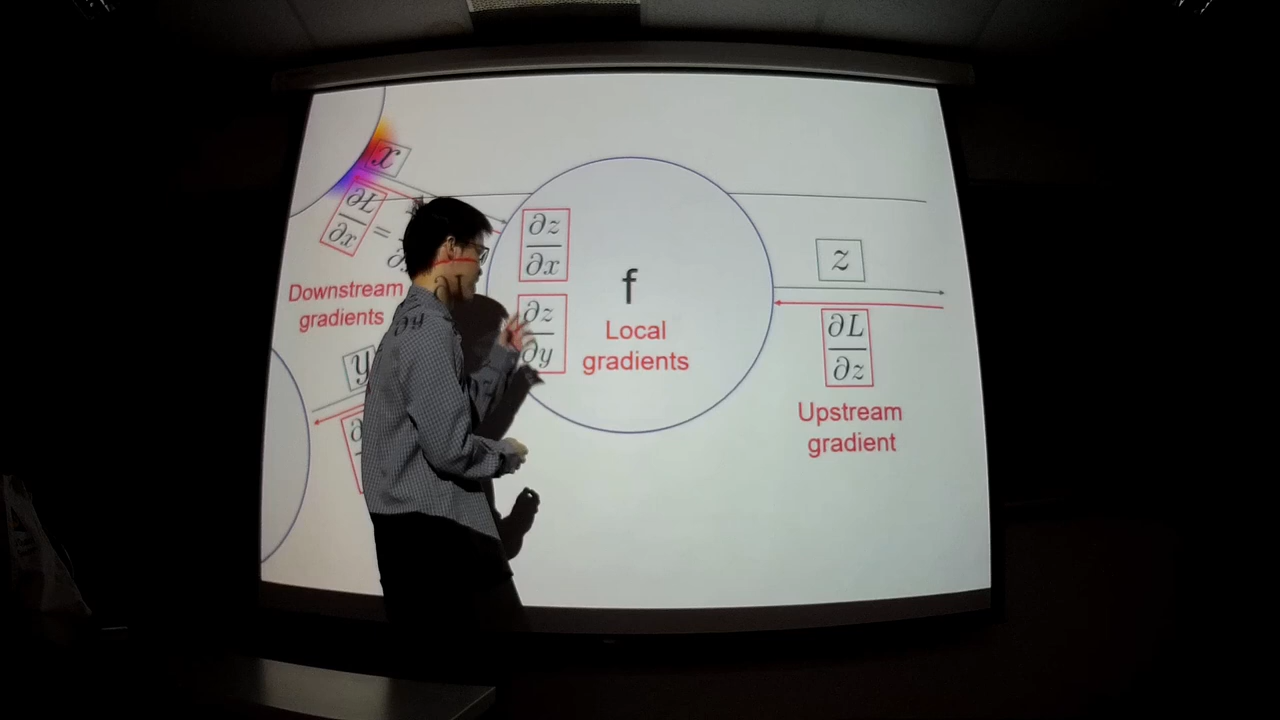 x
∂L
∂x
=
∂z
∂x
f
z
Downstream
gradients
∂L
∂y
∂z
∂y
Local
gradients
∂L
∂z
y
Upstream
gradient